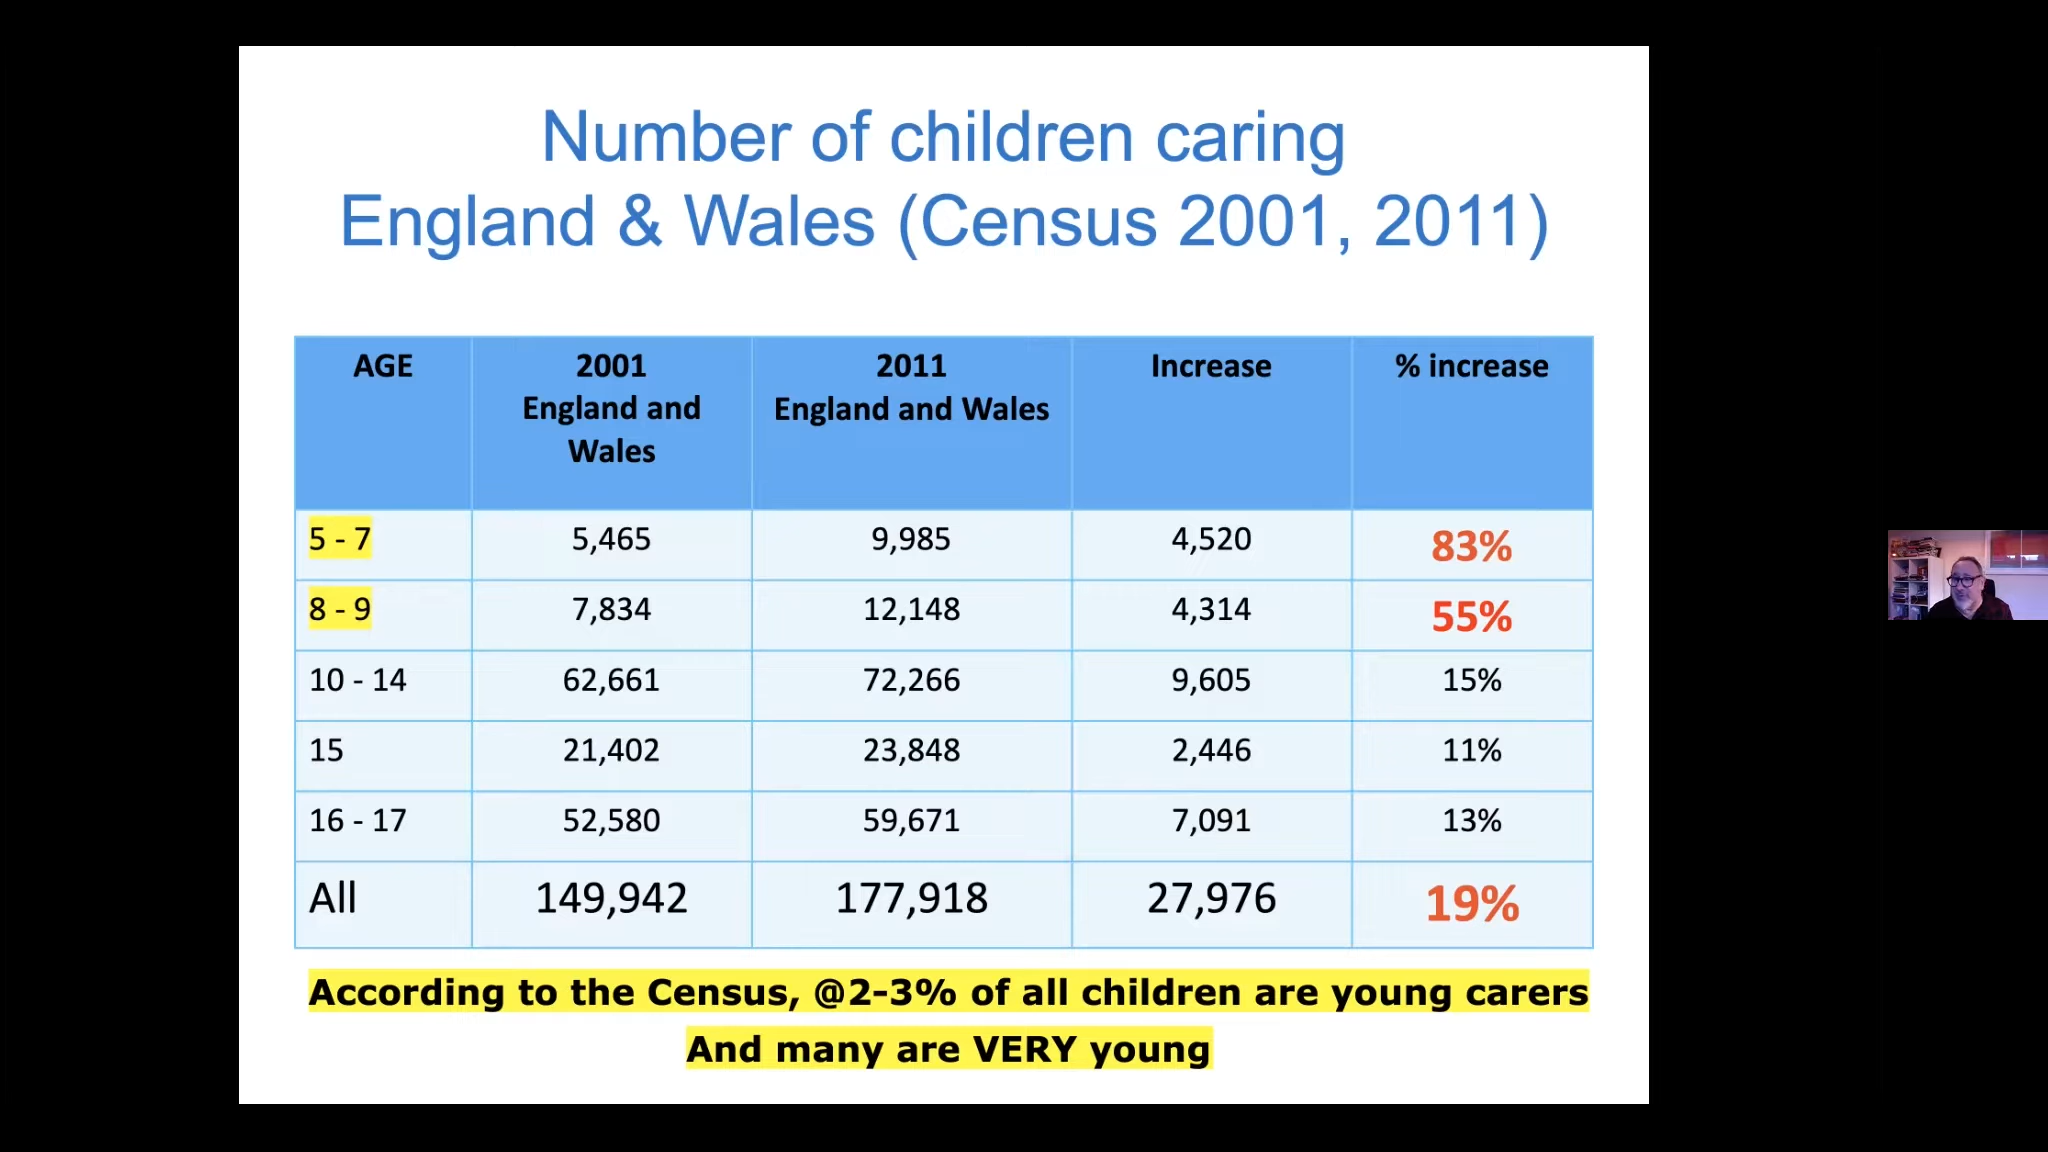 Number of children caring
England & Wales (Census 2001, 2011)
AGE 2001 England and Wales 2011 England and Wales Increase % increase
5 - 7 5,465 9,985 4,520 83%
8 - 9 7,834 12,148 4,314 55%
10 - 14 62,661 72,266 9,605 15%
15 21,402 23,848 2,446 11%
16 - 17 52,580 59,671 7,091 13%
All 149,942 177,918 27,976 19%
According to the Census, @2-3% of all children are young carers
And many are VERY young